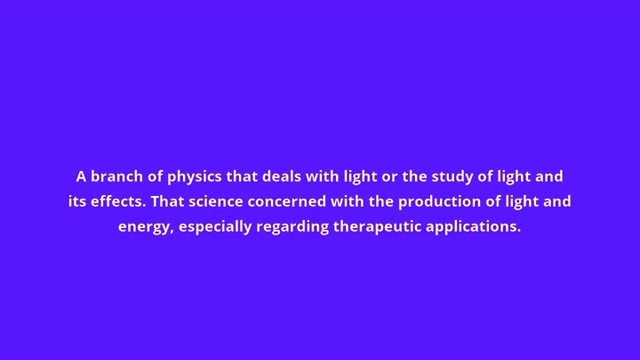 A branch of physics that deals with light or the study of light and
its effects. That science concerned with the production of light and
energy, especially regarding therapeutic applications.